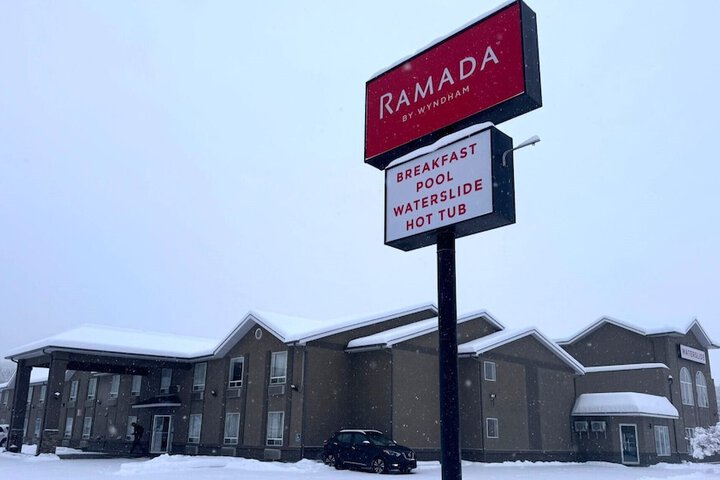 RAMADA
BY WYNDHAM
BREAKFAST
POOL
WATERSLIDE
HOT TUB
WATERSLIDE